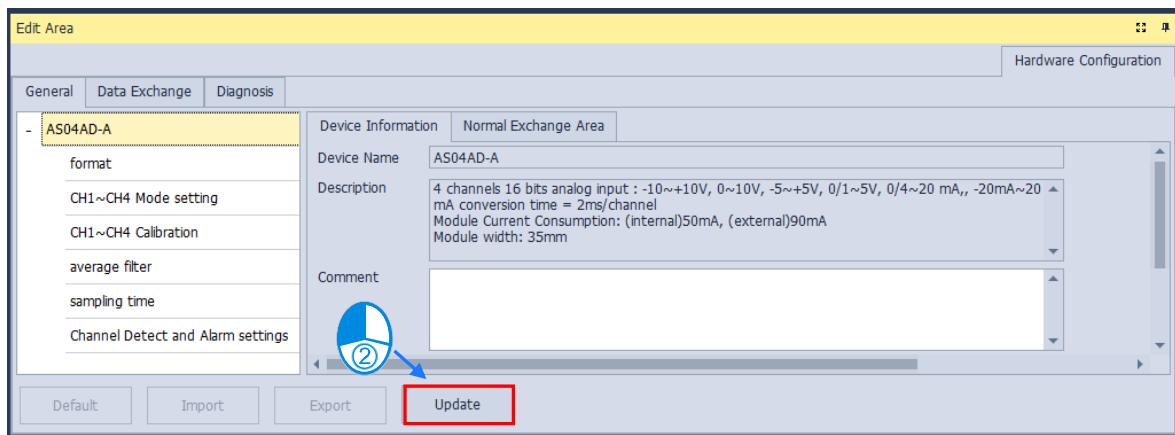 Edit Area
Hardware Configuration
General Data Exchange Diagnosis
- AS04AD-A
format
CH1~CH4 Mode setting
CH1~CH4 Calibration
average filter
sampling time
Channel Detect and Alarm settings
Device Information Normal Exchange Area
Device Name AS04AD-A
Description 4 channels 16 bits analog input : -10~+10V, 0~10V, -5~+5V, 0/1~5V, 0/4~20 mA,, -20mA~20
mA conversion time = 2ms/channel
Module Current Consumption: (internal)50mA, (external)90mA
Module width: 35mm
Comment
②
Default Import Export Update